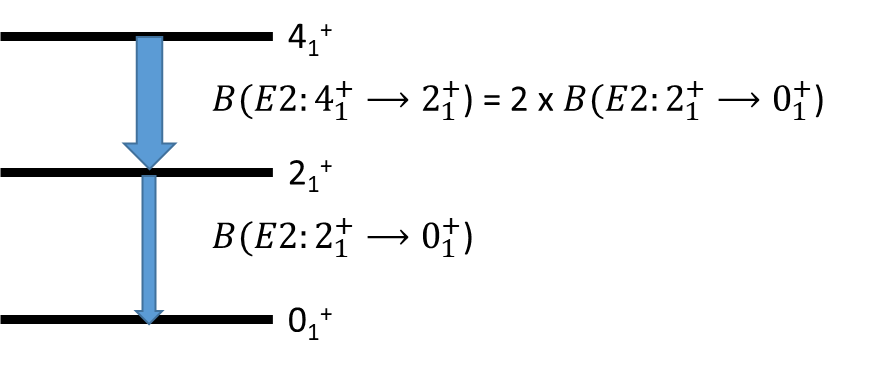 4₁⁺
B(E2: 4₁⁺ ⟶ 2₁⁺) = 2 x B(E2: 2₁⁺ ⟶ 0₁⁺)
2₁⁺
B(E2: 2₁⁺ ⟶ 0₁⁺)
0₁⁺